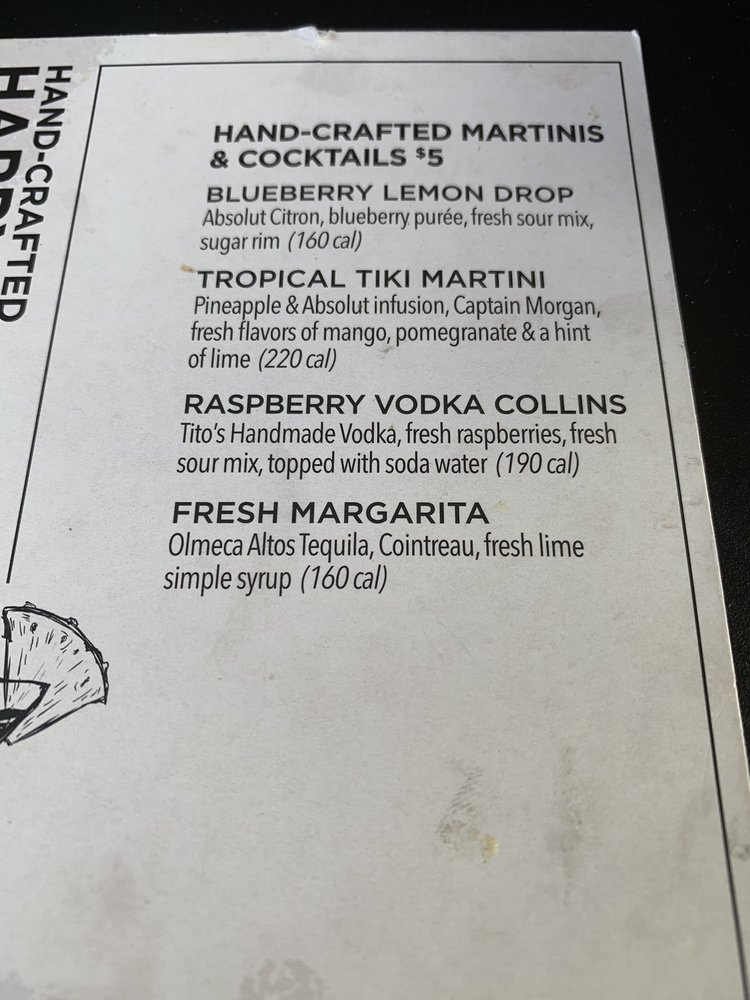 HAND-CRAFTED MARTINIS
& COCKTAILS $5
BLUEBERRY LEMON DROP
Absolut Citron, blueberry purée, fresh sour mix,
sugar rim (160 cal)
TROPICAL TIKI MARTINI
Pineapple & Absolut infusion, Captain Morgan,
fresh flavors of mango, pomegranate & a hint
of lime (220 cal)
RASPBERRY VODKA COLLINS
Tito's Handmade Vodka, fresh raspberries, fresh
sour mix, topped with soda water (190 cal)
FRESH MARGARITA
Olmeca Altos Tequila, Cointreau, fresh lime
simple syrup (160 cal)
HAND-CRAFTED